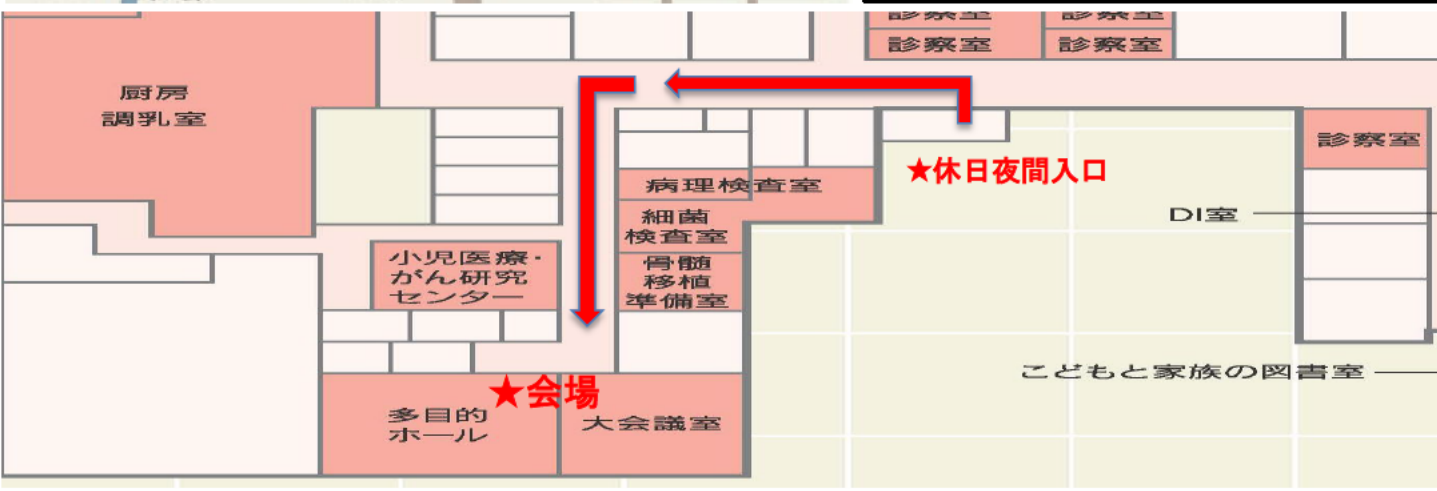 診察室 診察室
診察室 診察室
厨房
調乳室
診察室
★休日夜間入口
病理検査室
DI室
細菌
検査室
小児医療・
がん研究
センター
骨髄
移植
準備室
こどもと家族の図書室
★会場
多目的
ホール
大会議室